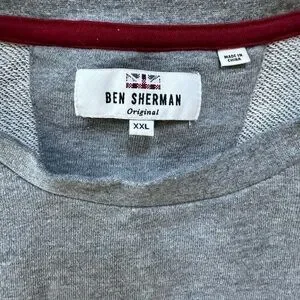 MADE IN
CHINA
BEN SHERMAN
Original
XXL